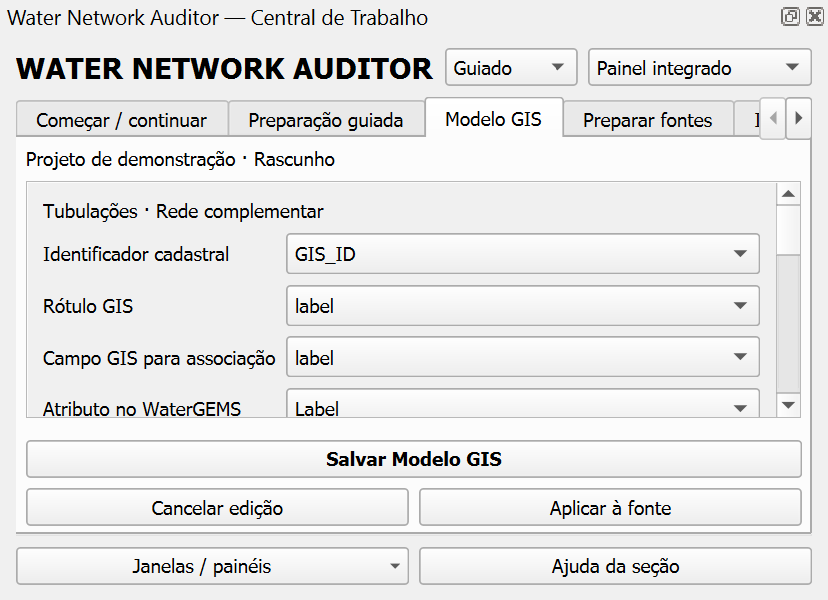 Water Network Auditor — Central de Trabalho
WATER NETWORK AUDITOR Guiado Painel integrado
Começar / continuar Preparação guiada Modelo GIS Preparar fontes
Projeto de demonstração · Rascunho
Tubulações · Rede complementar
Identificador cadastral GIS_ID
Rótulo GIS label
Campo GIS para associação label
Atributo no WaterGEMS Label
Salvar Modelo GIS
Cancelar edição Aplicar à fonte
Janelas / painéis Ajuda da seção